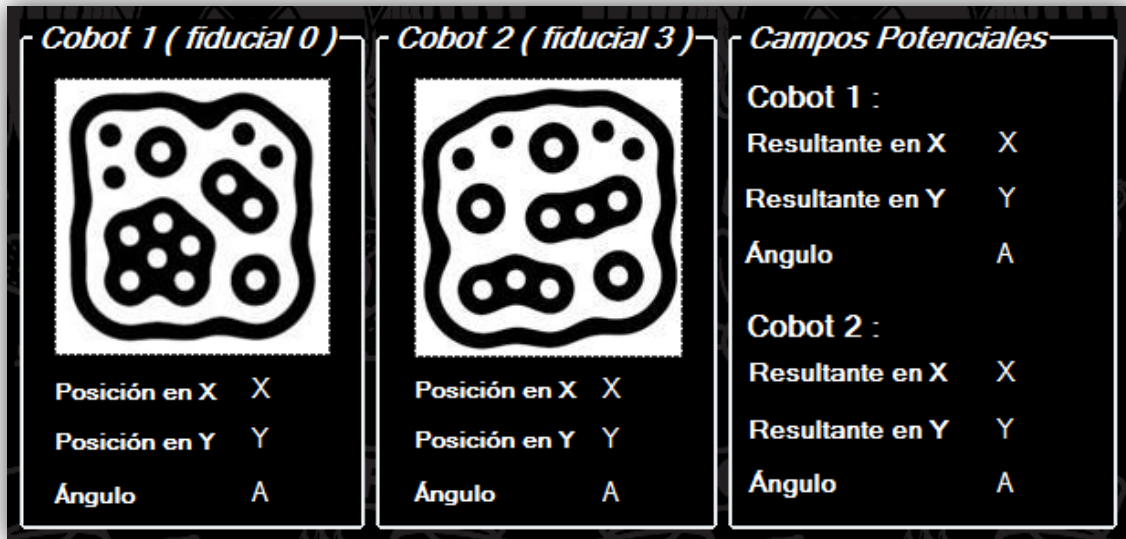 Cobot 1 ( fiducial 0 )
Posición en X X
Posición en Y Y
Ángulo A
Cobot 2 ( fiducial 3 )
Posición en X X
Posición en Y Y
Ángulo A
Campos Potenciales
Cobot 1 :
Resultante en X X
Resultante en Y Y
Ángulo A
Cobot 2 :
Resultante en X X
Resultante en Y Y
Ángulo A